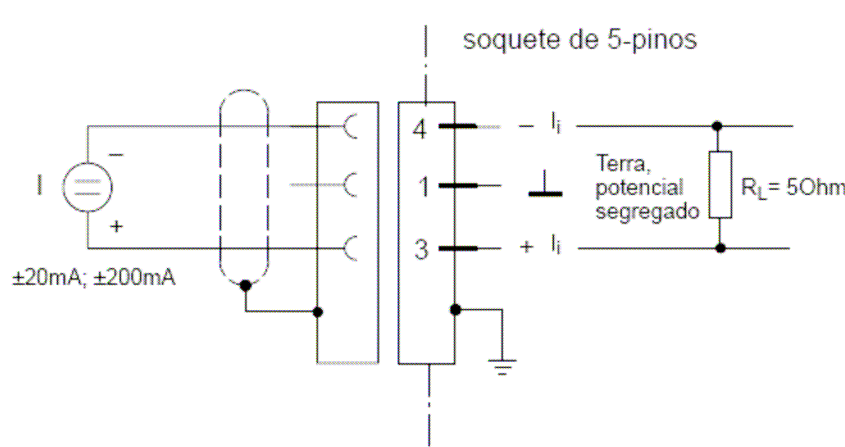 soquete de 5-pinos
4 – Ii
–
1
Terra,
potencial
segregado
RL= 5Ohm
I
+
3 + Ii
±20mA; ±200mA